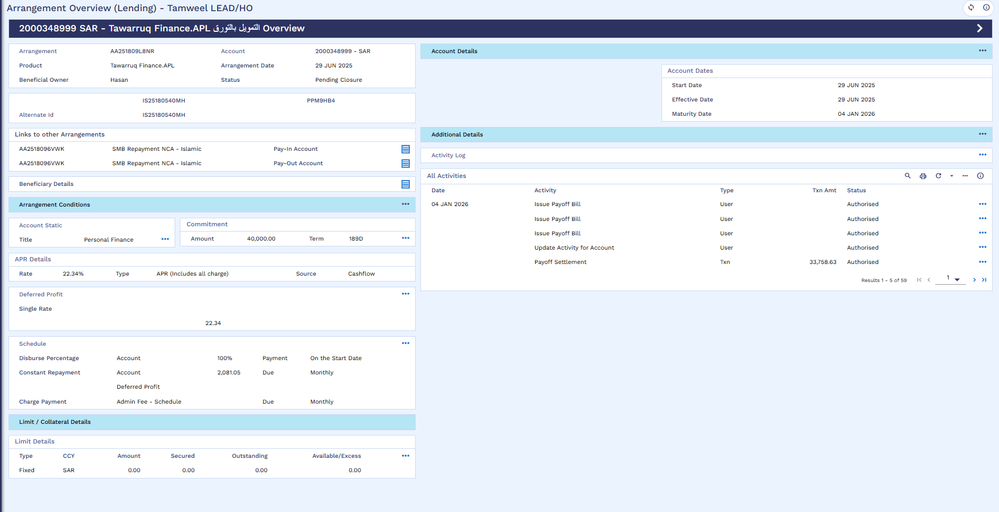 Arrangement Overview (Lending) - Tamweel LEAD/HO
2000348999 SAR - Tawarruq Finance.APL التمويل بالتورق Overview
Arrangement AA251809L8NR Account 2000348999 - SAR
Product Tawarruq Finance.APL Arrangement Date 29 JUN 2025
Beneficial Owner Hasan Status Pending Closure
IS25180540MH PPM9HB4
Alternate Id IS25180540MH
Links to other Arrangements
AA2518096VWK SMB Repayment NCA - Islamic Pay-In Account
AA2518096VWK SMB Repayment NCA - Islamic Pay-Out Account
Beneficiary Details
Arrangement Conditions
Account Static
Title Personal Finance
Commitment
Amount 40,000.00 Term 189D
APR Details
Rate 22.34% Type APR (Includes all charge) Source Cashflow
Deferred Profit
Single Rate
22.34
Schedule
Disburse Percentage Account 100% Payment On the Start Date
Constant Repayment Account 2,081.05 Due Monthly
Deferred Profit
Charge Payment Admin Fee - Schedule Due Monthly
Limit / Collateral Details
Limit Details
Type CCY Amount Secured Outstanding Available/Excess
Fixed SAR 0.00 0.00 0.00 0.00
Account Details
Account Dates
Start Date 29 JUN 2025
Effective Date 29 JUN 2025
Maturity Date 04 JAN 2026
Additional Details
Activity Log
All Activities
Date Activity Type Txn Amt Status
04 JAN 2026 Issue Payoff Bill User Authorised
Issue Payoff Bill User Authorised
Issue Payoff Bill User Authorised
Update Activity for Account User Authorised
Payoff Settlement Txn 33,758.63 Authorised
Results 1 - 5 of 59 1